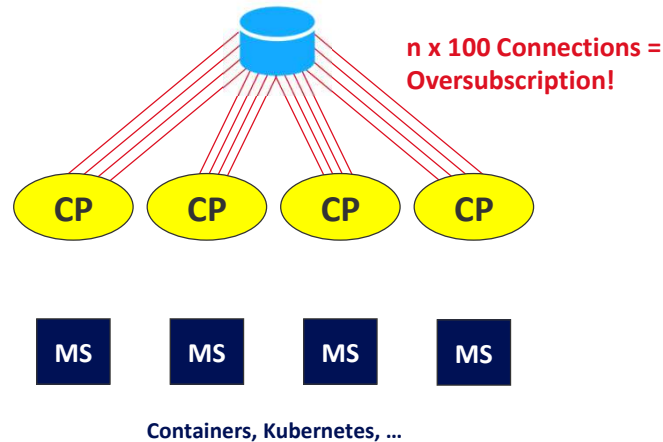 n x 100 Connections =
Oversubscription!
CP CP CP CP
MS MS MS MS
Containers, Kubernetes, ...